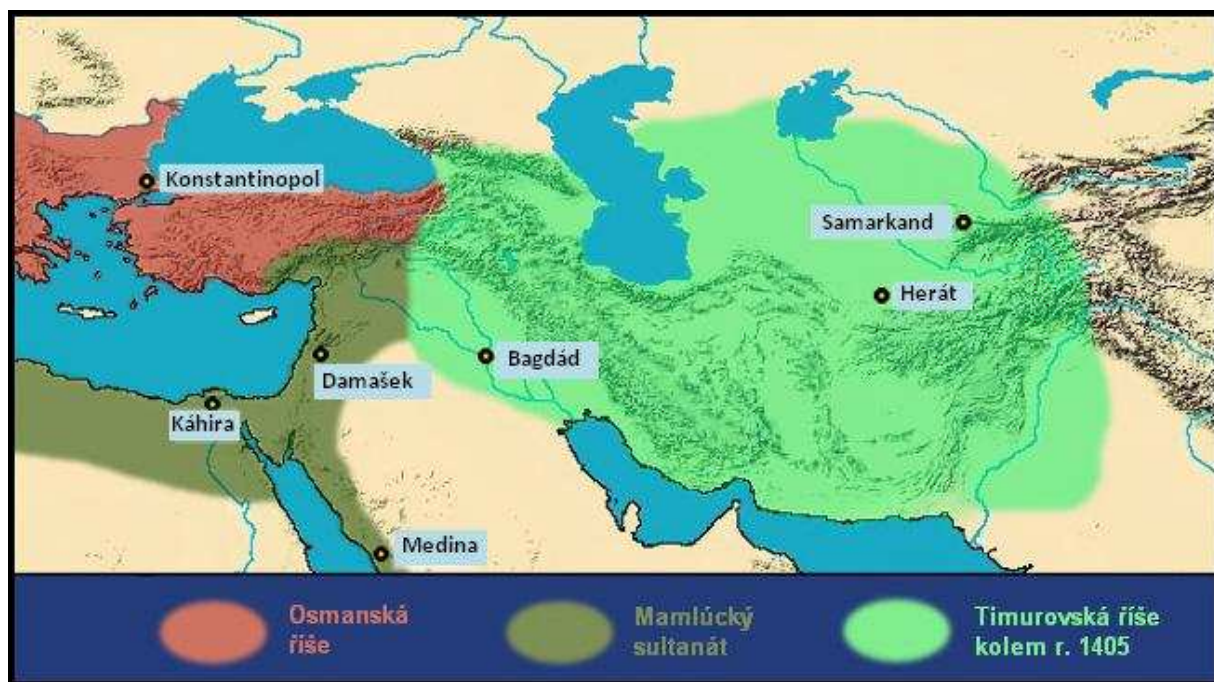 Konstantinopol
Samarkand
Herát
Bagdád
Damašek
Káhira
Medina
Osmanská
říše
Mamlúcký
sultanát
Timurovská říše
kolem r. 1405